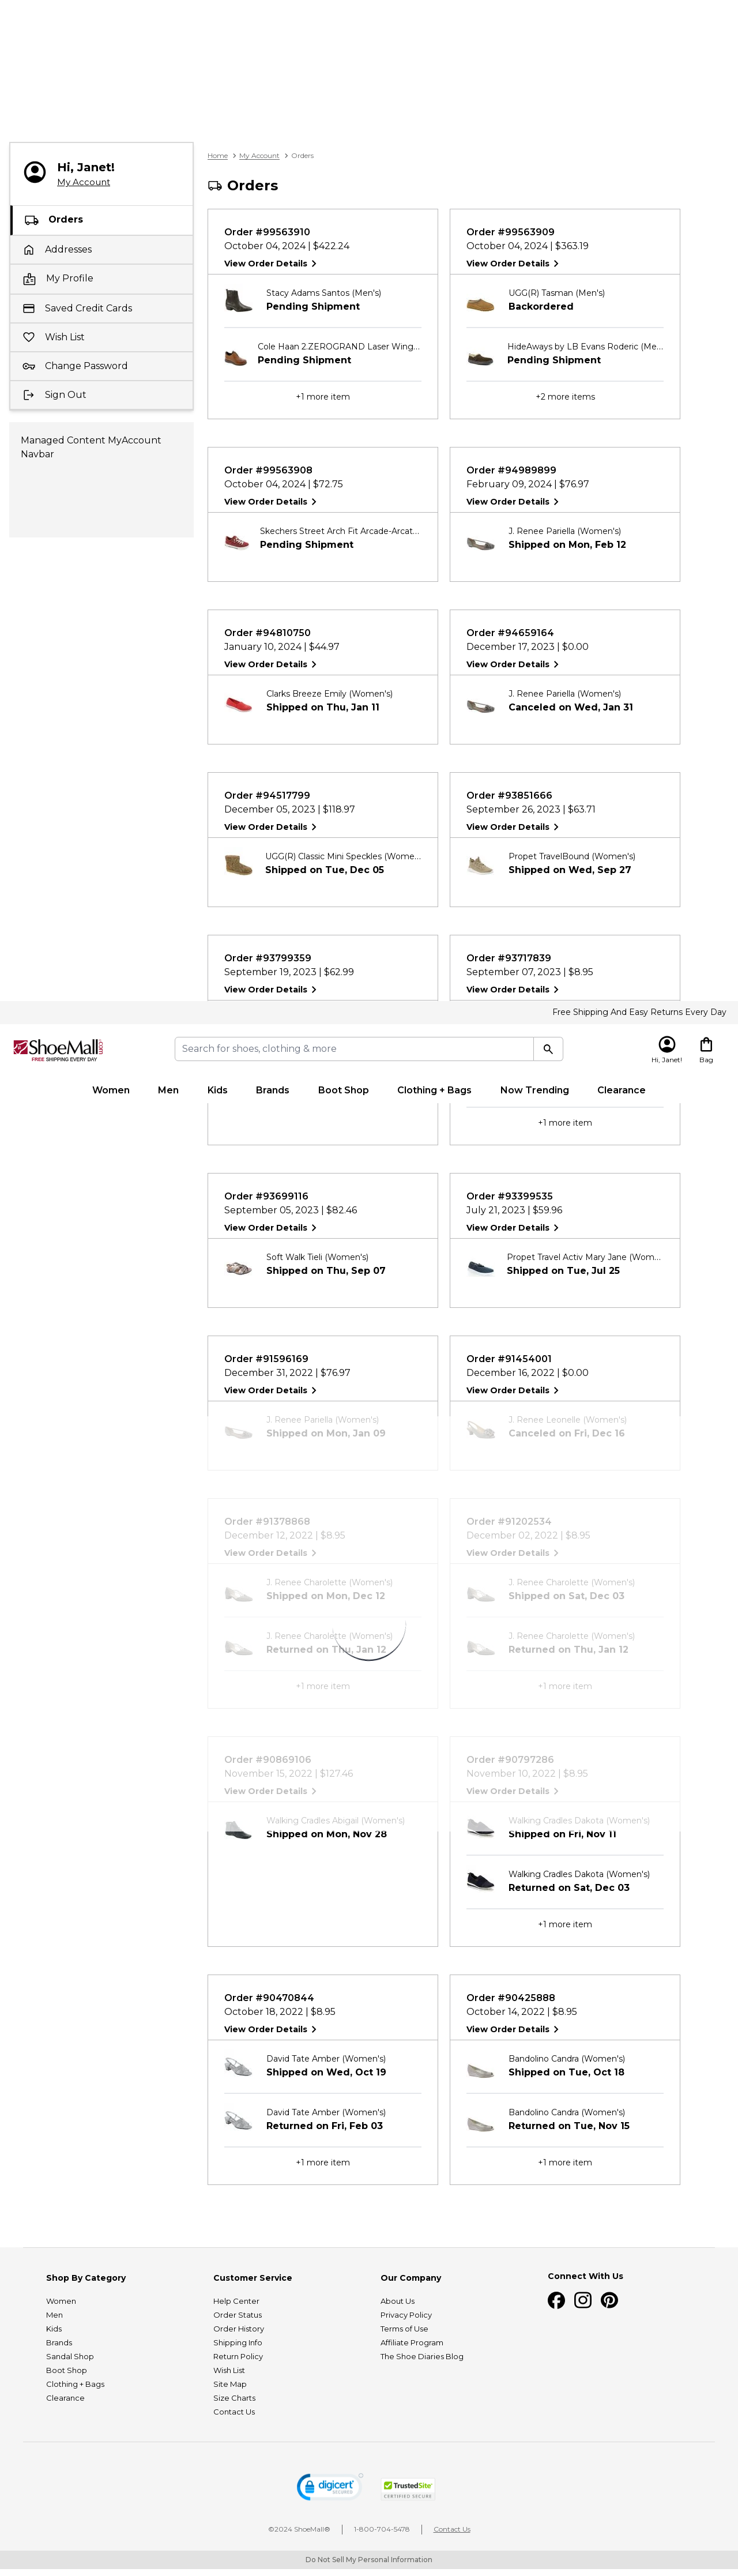 Hi, Janet!
My Account
Orders
Addresses
My Profile
Saved Credit Cards
Wish List
Change Password
Sign Out
Managed Content MyAccount
Navbar
Home > My Account > Orders
Orders
Order #99563910
October 04, 2024 | $422.24
View Order Details
Stacy Adams Santos (Men's)
Pending Shipment
Cole Haan 2.ZEROGRAND Laser Wing...
Pending Shipment
+1 more item
Order #99563909
October 04, 2024 | $363.19
View Order Details
UGG(R) Tasman (Men's)
Backordered
HideAways by LB Evans Roderic (Me...
Pending Shipment
+2 more items
Order #99563908
October 04, 2024 | $72.75
View Order Details
Skechers Street Arch Fit Arcade-Arcat...
Pending Shipment
Order #94989899
February 09, 2024 | $76.97
View Order Details
J. Renee Pariella (Women's)
Shipped on Mon, Feb 12
Order #94810750
January 10, 2024 | $44.97
View Order Details
Clarks Breeze Emily (Women's)
Shipped on Thu, Jan 11
Order #94659164
December 17, 2023 | $0.00
View Order Details
J. Renee Pariella (Women's)
Canceled on Wed, Jan 31
Order #94517799
December 05, 2023 | $118.97
View Order Details
UGG(R) Classic Mini Speckles (Wome...
Shipped on Tue, Dec 05
Order #93851666
September 26, 2023 | $63.71
View Order Details
Propet TravelBound (Women's)
Shipped on Wed, Sep 27
Order #93799359
September 19, 2023 | $62.99
View Order Details
Order #93717839
September 07, 2023 | $8.95
View Order Details
Free Shipping And Easy Returns Every Day
ShoeMall.com
FREE SHIPPING EVERY DAY
Search for shoes, clothing & more
Hi, Janet!
Bag
Women
Men
Kids
Brands
Boot Shop
Clothing + Bags
Now Trending
Clearance
+1 more item
Order #93699116
September 05, 2023 | $82.46
View Order Details
Soft Walk Tieli (Women's)
Shipped on Thu, Sep 07
Order #93399535
July 21, 2023 | $59.96
View Order Details
Propet Travel Activ Mary Jane (Wom...
Shipped on Tue, Jul 25
Order #91596169
December 31, 2022 | $76.97
View Order Details
J. Renee Pariella (Women's)
Shipped on Mon, Jan 09
Order #91454001
December 16, 2022 | $0.00
View Order Details
J. Renee Leonelle (Women's)
Canceled on Fri, Dec 16
Order #91378868
December 12, 2022 | $8.95
View Order Details
J. Renee Charolette (Women's)
Shipped on Mon, Dec 12
J. Renee Charolette (Women's)
Returned on Thu, Jan 12
+1 more item
Order #91202534
December 02, 2022 | $8.95
View Order Details
J. Renee Charolette (Women's)
Shipped on Sat, Dec 03
J. Renee Charolette (Women's)
Returned on Thu, Jan 12
+1 more item
Order #90869106
November 15, 2022 | $127.46
View Order Details
Walking Cradles Abigail (Women's)
Shipped on Mon, Nov 28
Order #90797286
November 10, 2022 | $8.95
View Order Details
Walking Cradles Dakota (Women's)
Shipped on Fri, Nov 11
Walking Cradles Dakota (Women's)
Returned on Sat, Dec 03
+1 more item
Order #90470844
October 18, 2022 | $8.95
View Order Details
David Tate Amber (Women's)
Shipped on Wed, Oct 19
David Tate Amber (Women's)
Returned on Fri, Feb 03
+1 more item
Order #90425888
October 14, 2022 | $8.95
View Order Details
Bandolino Candra (Women's)
Shipped on Tue, Oct 18
Bandolino Candra (Women's)
Returned on Tue, Nov 15
+1 more item
Shop By Category
Women
Men
Kids
Brands
Sandal Shop
Boot Shop
Clothing + Bags
Clearance
Customer Service
Help Center
Order Status
Order History
Shipping Info
Return Policy
Wish List
Site Map
Size Charts
Contact Us
Our Company
About Us
Privacy Policy
Terms of Use
Affiliate Program
The Shoe Diaries Blog
Connect With Us
digicert
SECURED
TrustedSite
CERTIFIED SECURE
©2024 ShoeMall®
1-800-704-5478
Contact Us
Do Not Sell My Personal Information